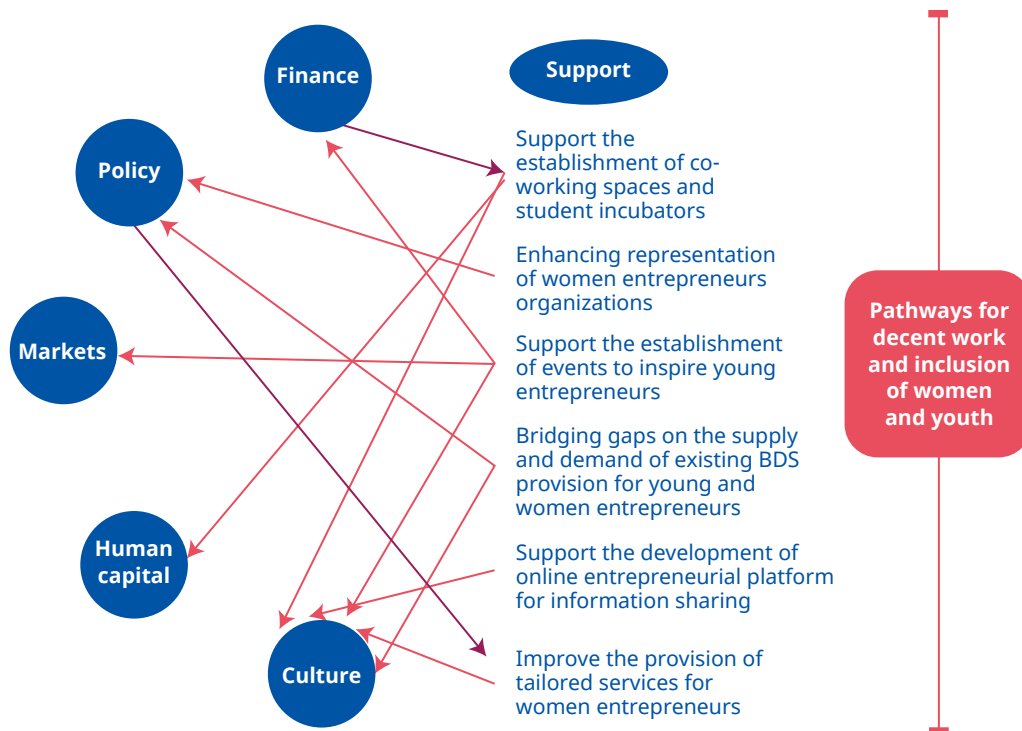 Finance
Support
Policy
Markets
Human
capital
Culture
Support the
establishment of co-
working spaces and
student incubators
Enhancing representation
of women entrepreneurs
organizations
Support the establishment
of events to inspire young
entrepreneurs
Bridging gaps on the supply
and demand of existing BDS
provision for young and
women entrepreneurs
Support the development of
online entrepreneurial platform
for information sharing
Improve the provision of
tailored services for
women entrepreneurs
Pathways for
decent work
and inclusion
of women
and youth